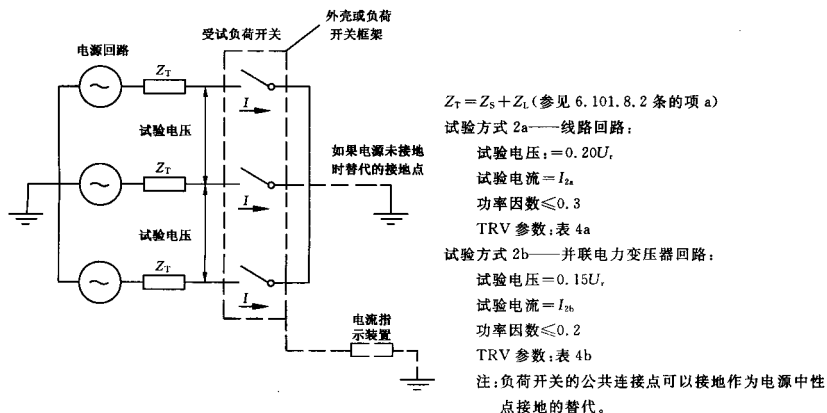 外壳或负荷
开关框架
受试负荷开关
电源回路
Z_T
I
试验电压
如果电源未接地
时替代的接地点
Z_T
I
试验电压
Z_T
I
电流指
示装置
Z_T=Z_S+Z_L(参见 6.101.8.2 条的项 a)
试验方式 2a——线路回路:
试验电压:=0.20U_r
试验电流=I_2a
功率因数≤0.3
TRV 参数:表 4a
试验方式 2b——并联电力变压器回路:
试验电压=0.15U_r
试验电流=I_2b
功率因数≤0.2
TRV 参数:表 4b
注:负荷开关的公共连接点可以接地作为电源中性
点接地的替代。